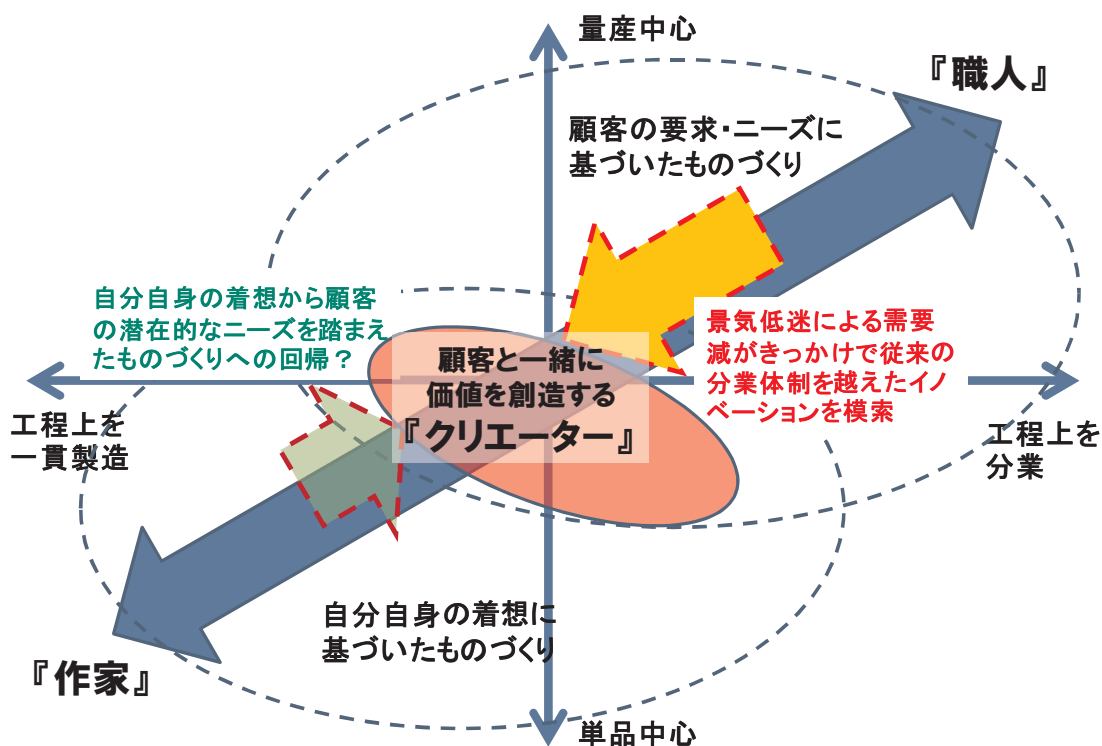 量産中心
『職人』
顧客の要求・ニーズに
基づいたものづくり
自分自身の着想から顧客
の潜在的なニーズを踏まえ
たものづくりへの回帰？
景気低迷による需要
減がきっかけで従来の
分業体制を越えたイノ
ベーションを模索
顧客と一緒に
価値を創造する
『クリエーター』
工程上を
一貫製造
工程上を
分業
自分自身の着想に
基づいたものづくり
『作家』
単品中心